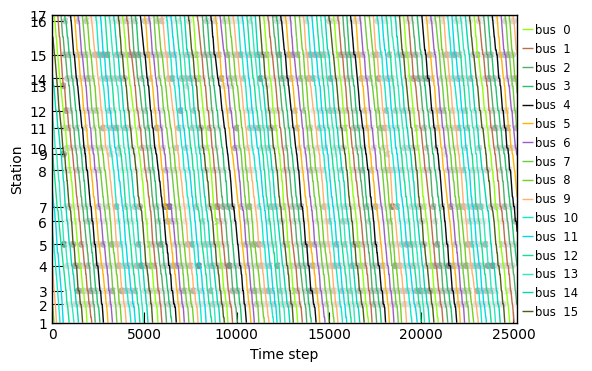 17
16
15
14
13
12
11
10
9
8
7
6
5
4
3
2
1
Station
0
5000
10000
15000
20000
25000
Time step
bus 0
bus 1
bus 2
bus 3
bus 4
bus 5
bus 6
bus 7
bus 8
bus 9
bus 10
bus 11
bus 12
bus 13
bus 14
bus 15